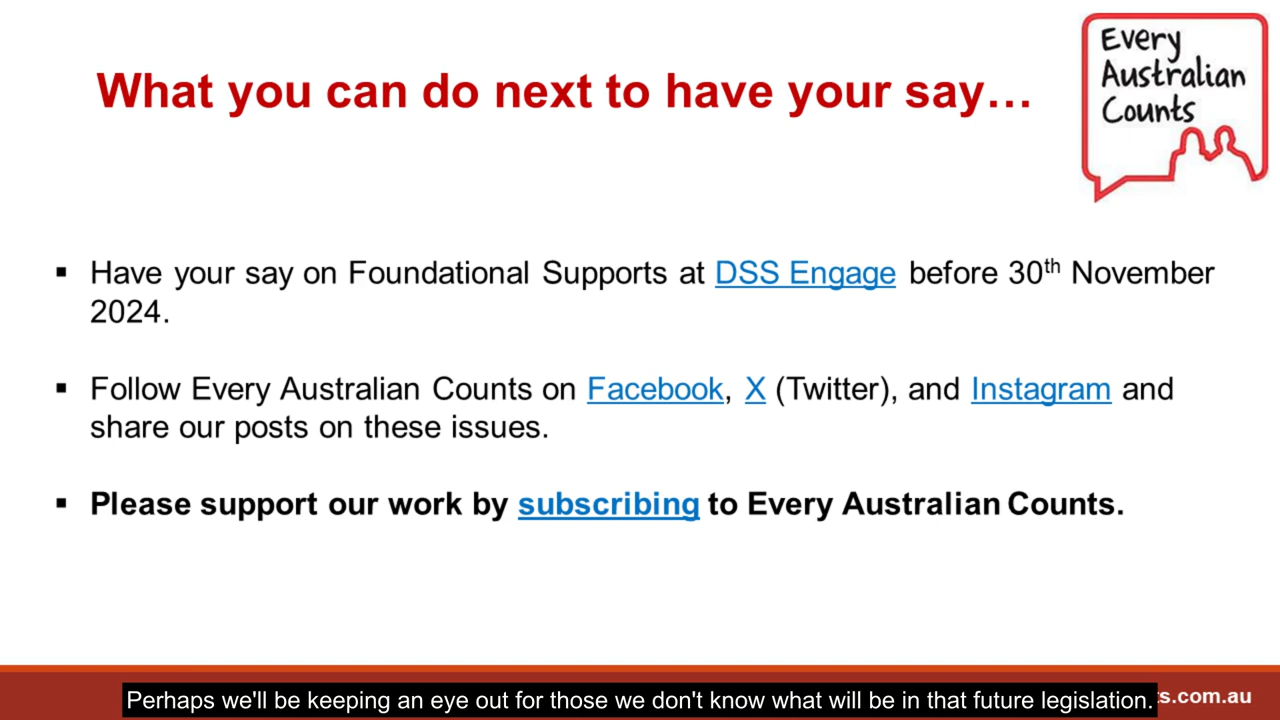 Every
Australian
Counts
What you can do next to have your say…
▪ Have your say on Foundational Supports at DSS Engage before 30th November
2024.
▪ Follow Every Australian Counts on Facebook, X (Twitter), and Instagram and
share our posts on these issues.
▪ Please support our work by subscribing to Every Australian Counts.
Perhaps we'll be keeping an eye out for those we don't know what will be in that future legislation.
ts.com.au